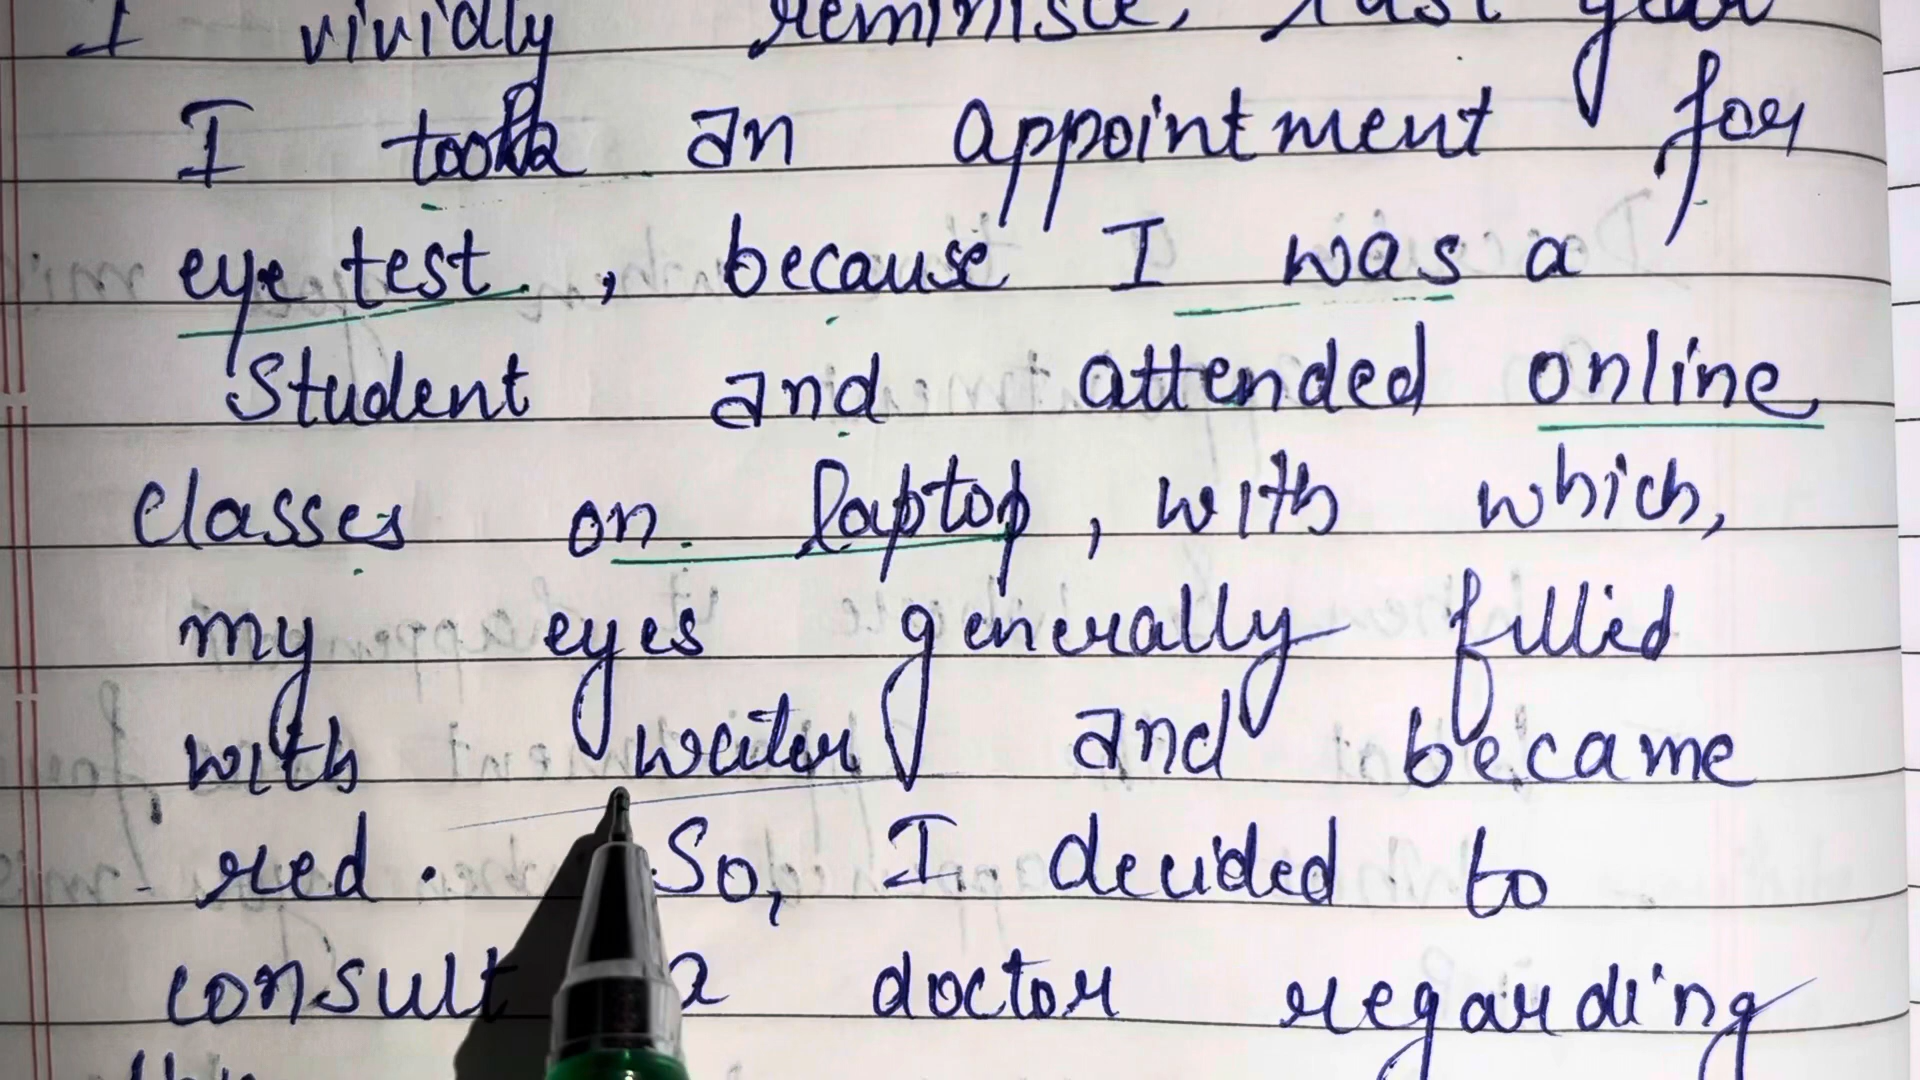 I vividly reminisce, last year
I took an appointment for
eye test. , because I was a
Student and attended online
classes on laptop, with which,
my eyes generally filled
with water and became
red. So, I decided to
consult a doctor regarding